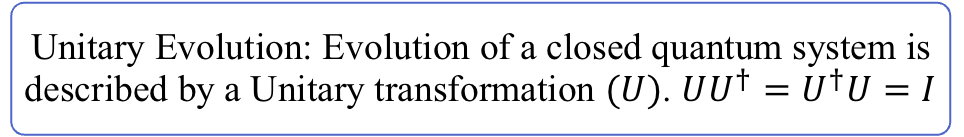 Unitary Evolution: Evolution of a closed quantum system is
described by a Unitary transformation (𝑈). 𝑈𝑈† = 𝑈†𝑈 = 𝐼